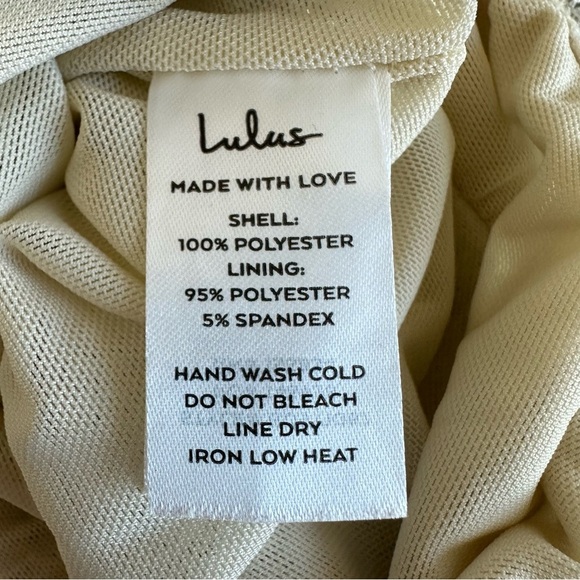 Lulus
MADE WITH LOVE
SHELL:
100% POLYESTER
LINING:
95% POLYESTER
5% SPANDEX
HAND WASH COLD
DO NOT BLEACH
LINE DRY
IRON LOW HEAT